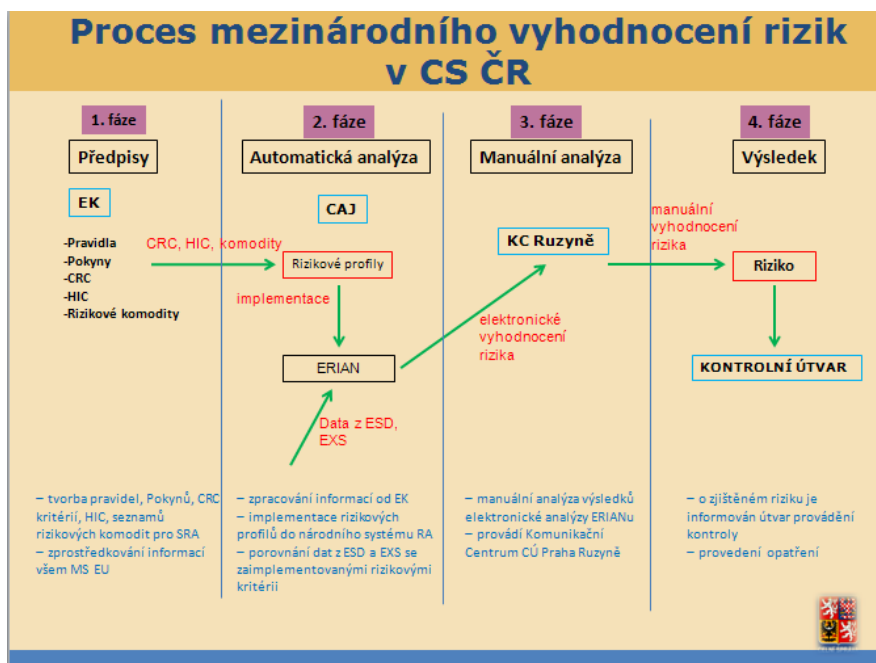 Proces mezinárodního vyhodnocení rizik
v CS ČR
1. fáze
Předpisy
EK
-Pravidla
-Pokyny
-CRC
-HIC
-Rizikové komodity
CRC, HIC, komodity
– tvorba pravidel, Pokynů, CRC
kritérií, HIC, seznamů
rizikových komodit pro SRA
– zprostředkování informací
všem MS EU
2. fáze
Automatická analýza
CAJ
Rizikové profily
implementace
ERIAN
Data z ESD,
EXS
– zpracování informací od EK
– implementace rizikových
profilů do národního systému RA
– porovnání dat z ESD a EXS se
zaimplementovanými rizikovými
kritérii
3. fáze
Manuální analýza
KC Ruzyně
elektronické
vyhodnocení
rizika
– manuální analýza výsledků
elektronické analýzy ERIANu
– provádí Komunikační
Centrum CÚ Praha Ruzyně
4. fáze
Výsledek
manuální
vyhodnocení
rizika
Riziko
KONTROLNÍ ÚTVAR
– o zjištěném riziku je
informován útvar provádění
kontroly
– provedení opatření